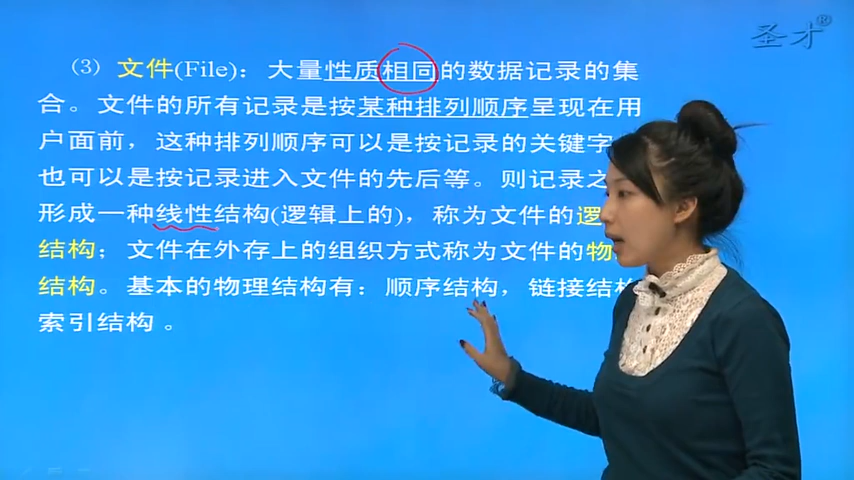 圣才®
(3) 文件(File)：大量性质相同的数据记录的集
合。文件的所有记录是按某种排列顺序呈现在用
户面前，这种排列顺序可以是按记录的关键字
也可以是按记录进入文件的先后等。则记录之
形成一种线性结构(逻辑上的)，称为文件的逻
结构；文件在外存上的组织方式称为文件的物
结构。基本的物理结构有：顺序结构，链接结构
索引结构 。